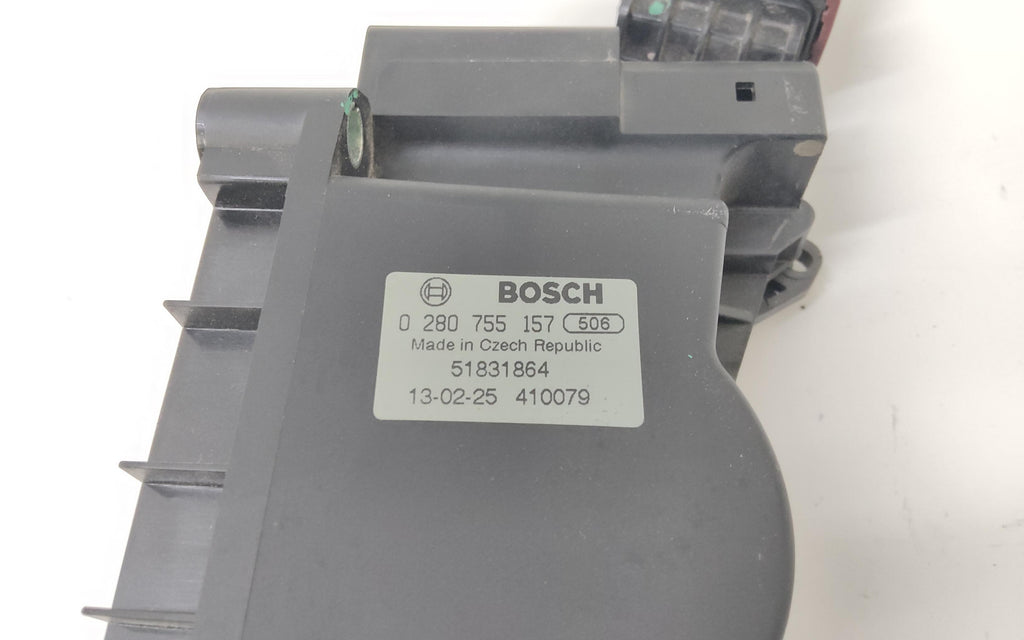 BOSCH
0 280 755 157 506
Made in Czech Republic
51831864
13-02-25 410079